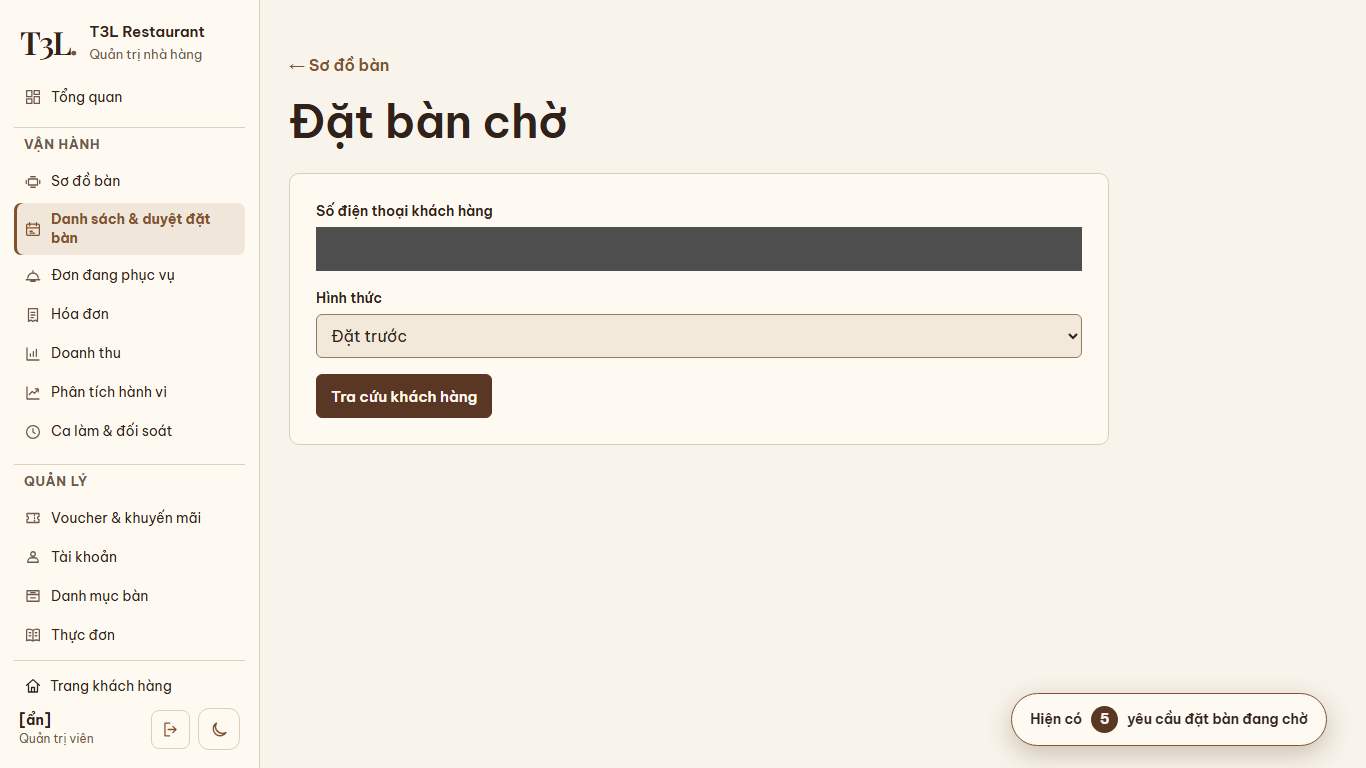 T3L.
T3L Restaurant
Quản trị nhà hàng
Tổng quan
VẬN HÀNH
Sơ đồ bàn
Danh sách & duyệt đặt
bàn
Đơn đang phục vụ
Hóa đơn
Doanh thu
Phân tích hành vi
Ca làm & đối soát
QUẢN LÝ
Voucher & khuyến mãi
Tài khoản
Danh mục bàn
Thực đơn
Trang khách hàng
[ẩn]
Quản trị viên
← Sơ đồ bàn
Đặt bàn chờ
Số điện thoại khách hàng
Hình thức
Đặt trước
Tra cứu khách hàng
Hiện có 5 yêu cầu đặt bàn đang chờ